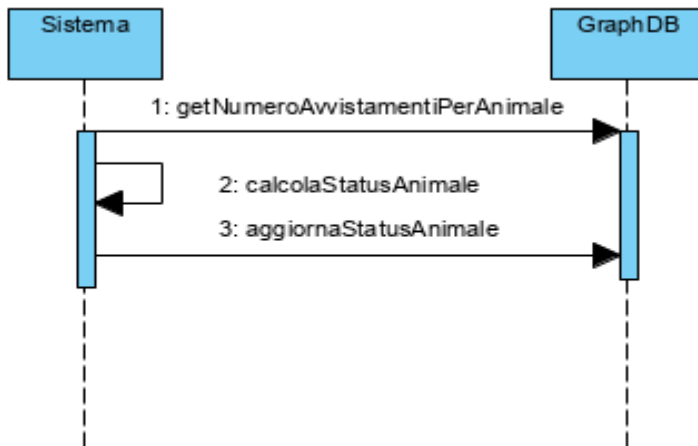 Sistema
GraphDB
1: getNumeroAvvistamentiPerAnimale
2: calcolaStatusAnimale
3: aggiornaStatusAnimale